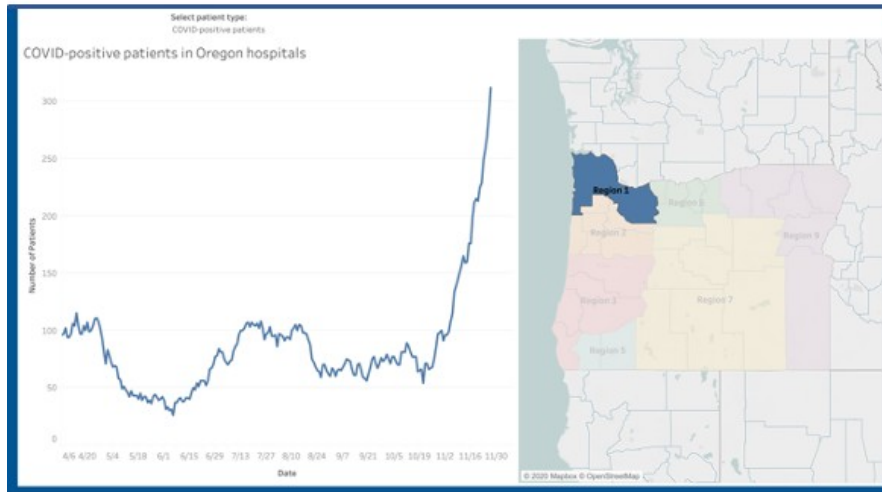 Select patient type:
COVID-positive patients
COVID-positive patients in Oregon hospitals
Number of Patients
300
250
200
150
100
50
0
4/6 4/20 5/4 5/18 6/1 6/15 6/29 7/13 7/27 8/10 8/24 9/7 9/21 10/5 10/19 11/2 11/16 11/30
Date
Region 1
Region 6
Region 2
Region 9
Region 3
Region 7
Region 5
© 2020 Mapbox © OpenStreetMap